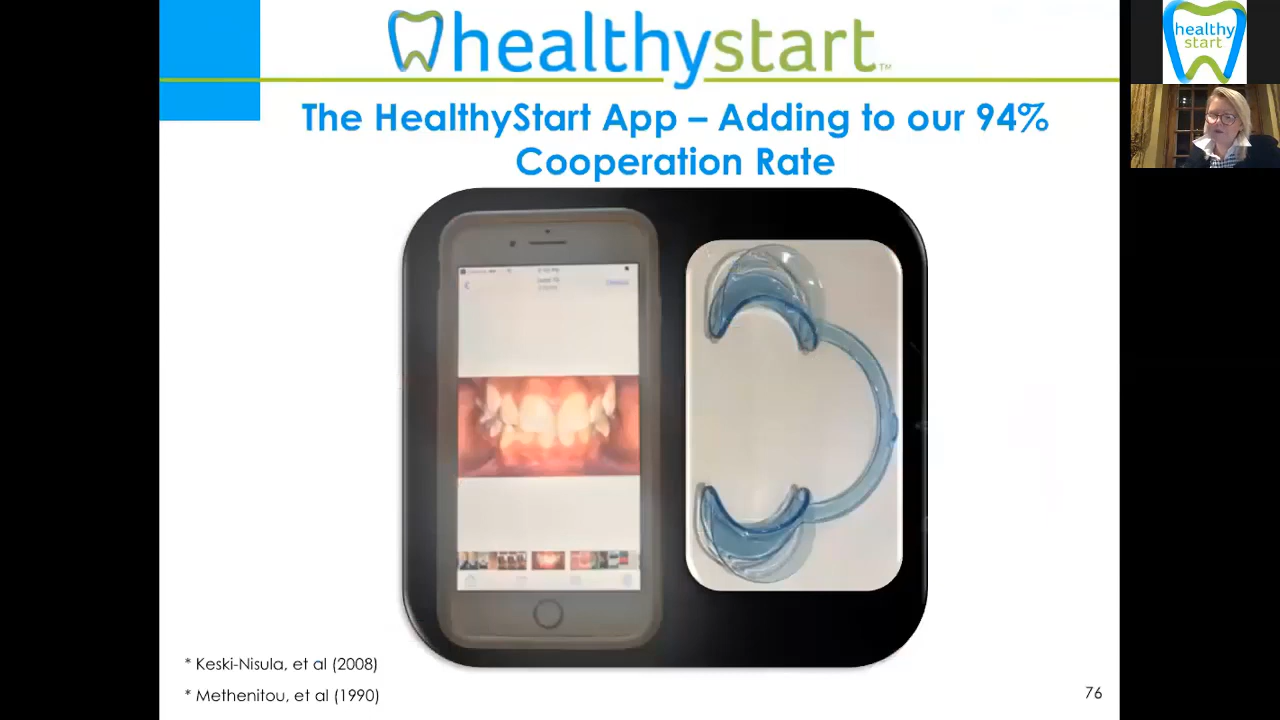 healthystart™
The HealthyStart App – Adding to our 94%
Cooperation Rate
* Keski-Nisula, et al (2008)
* Methenitou, et al (1990)
76
healthy
start